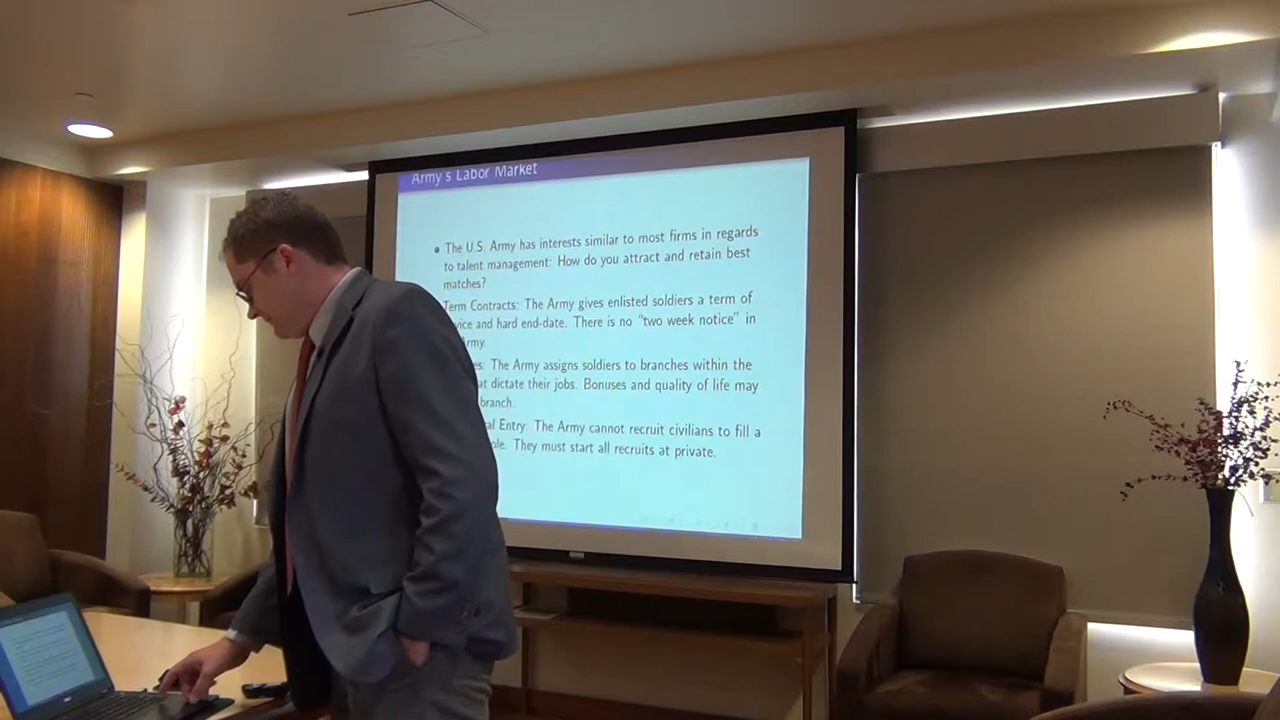 Army's Labor Market
The U.S. Army has interests similar to most firms in regards
to talent management: How do you attract and retain best
matches?
Term Contracts: The Army gives enlisted soldiers a term of
and hard end-date. There is no "two week notice" in
The Army assigns soldiers to branches within the
dictate their jobs. Bonuses and quality of life may
branch.
Entry: The Army cannot recruit civilians to fill a
They must start all recruits at private.